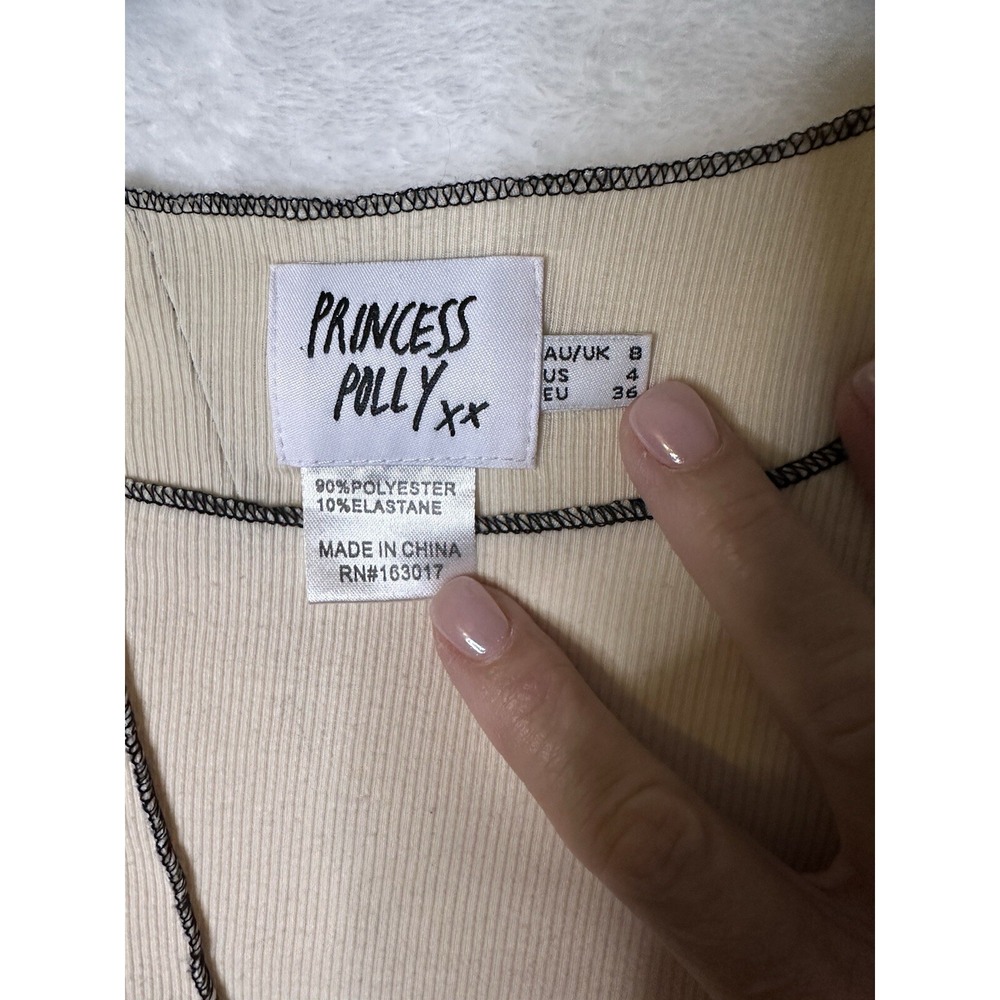 PRINCESS
POLLY xx
AU/UK 8
US 4
EU 36
90%POLYESTER
10%ELASTANE
MADE IN CHINA
RN#163017